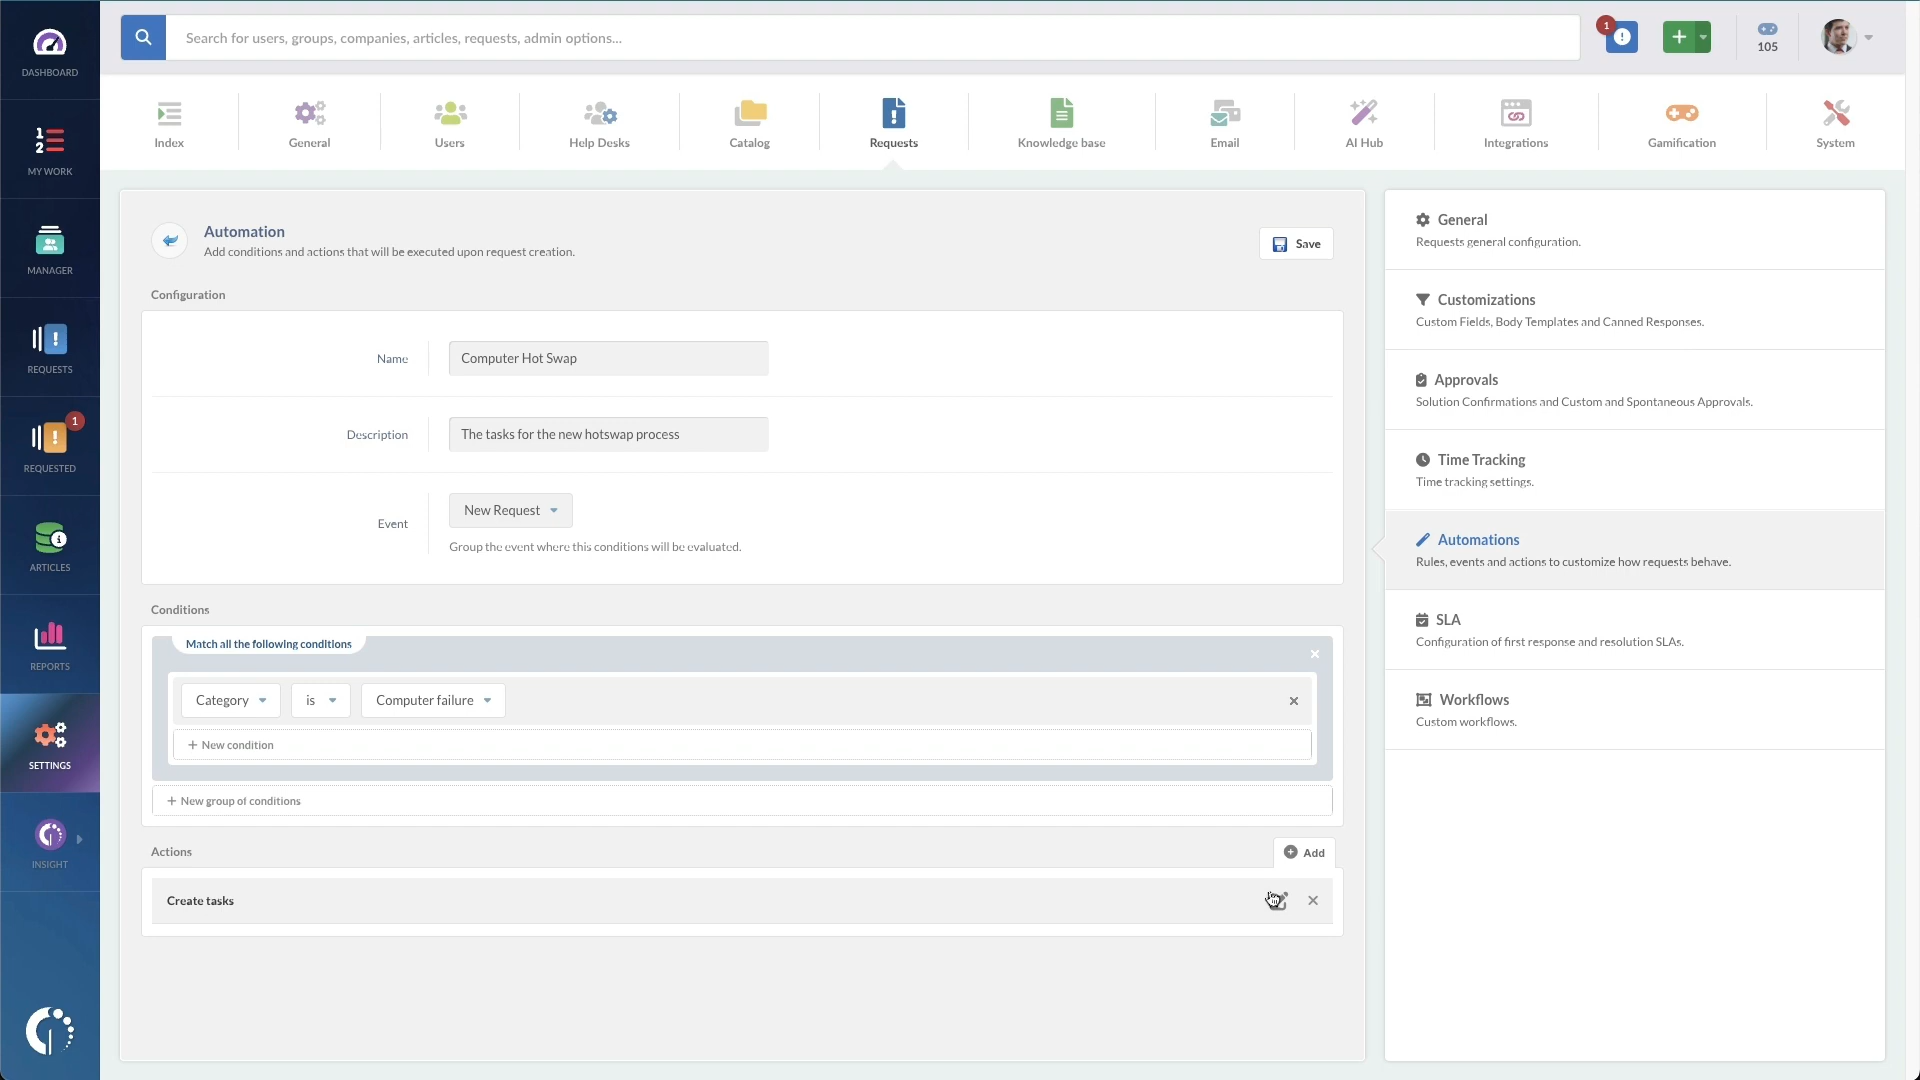 DASHBOARD
1
2
MY WORK
MANAGER
REQUESTS
1
REQUESTED
ARTICLES
REPORTS
SETTINGS
INSIGHT
Search for users, groups, companies, articles, requests, admin options...
1
105
Index
General
Users
Help Desks
Catalog
Requests
Knowledge base
Email
AI Hub
Integrations
Gamification
System
Automation
Add conditions and actions that will be executed upon request creation.
Save
Configuration
Name
Computer Hot Swap
Description
The tasks for the new hotswap process
Event
New Request
Group the event where this conditions will be evaluated.
Conditions
Match all the following conditions
Category
is
Computer failure
+ New condition
+ New group of conditions
Actions
Add
Create tasks
General
Requests general configuration.
Customizations
Custom Fields, Body Templates and Canned Responses.
Approvals
Solution Confirmations and Custom and Spontaneous Approvals.
Time Tracking
Time tracking settings.
Automations
Rules, events and actions to customize how requests behave.
SLA
Configuration of first response and resolution SLAs.
Workflows
Custom workflows.